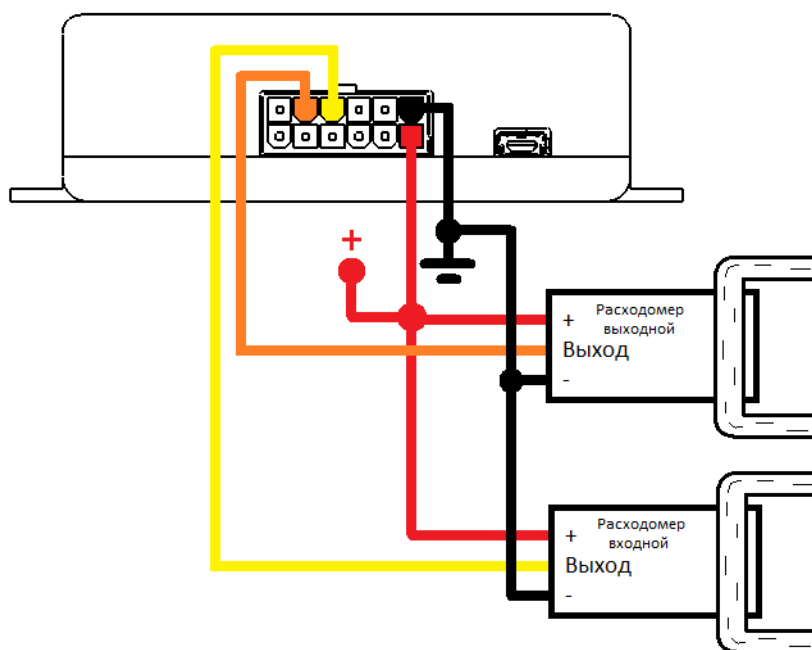 +
+ Расходомер
выходной
Выход
-
+ Расходомер
входной
Выход
-